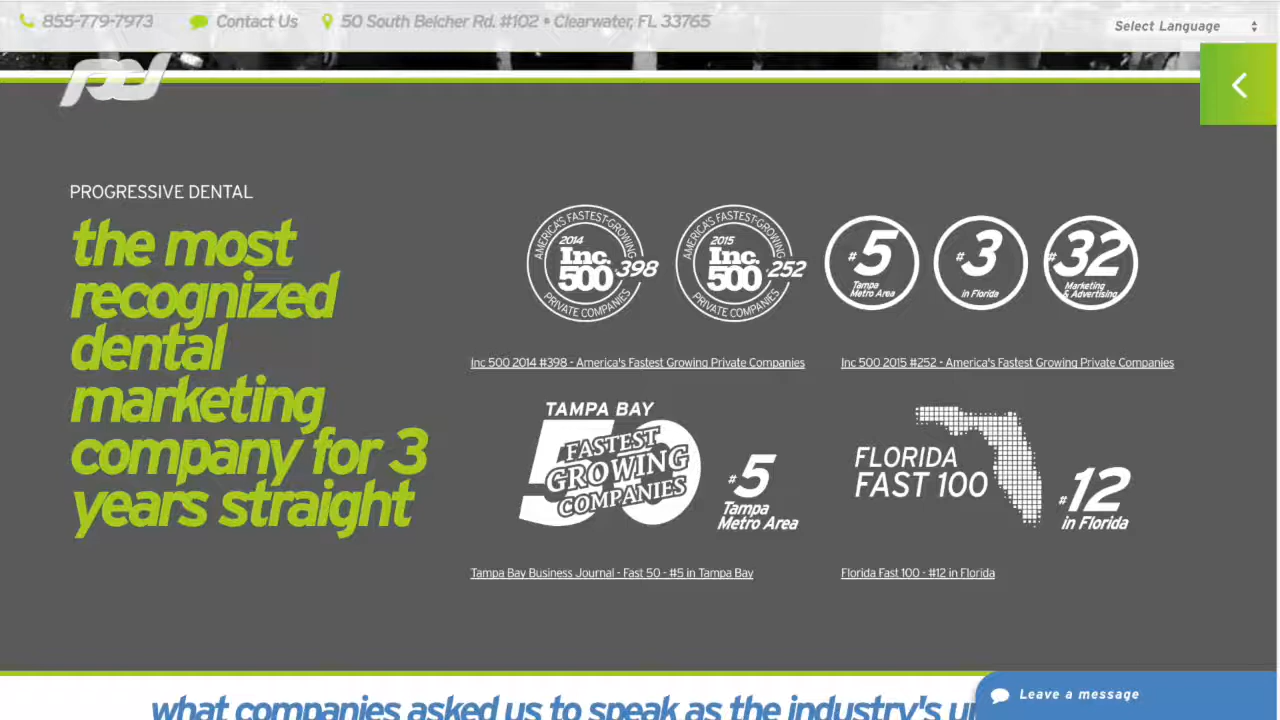 855-779-7973 Contact Us 50 South Belcher Rd. #102 • Clearwater, FL 33765
Select Language
pd
PROGRESSIVE DENTAL
the most
recognized
dental
marketing
company for 3
years straight
AMERICA'S FASTEST-GROWING
2014
Inc.
500 398
PRIVATE COMPANIES
AMERICA'S FASTEST-GROWING
2015
Inc.
500 252
PRIVATE COMPANIES
#5
Tampa
Metro Area
#3
in Florida
#32
Marketing
& Advertising
Inc 500 2014 #398 - America's Fastest Growing Private Companies
Inc 500 2015 #252 - America's Fastest Growing Private Companies
TAMPA BAY
50
FASTEST
GROWING
COMPANIES
#5
Tampa
Metro Area
FLORIDA
FAST 100
#12
in Florida
Tampa Bay Business Journal - Fast 50 - #5 in Tampa Bay
Florida Fast 100 - #12 in Florida
what companies asked us to speak as the industry's
Leave a message